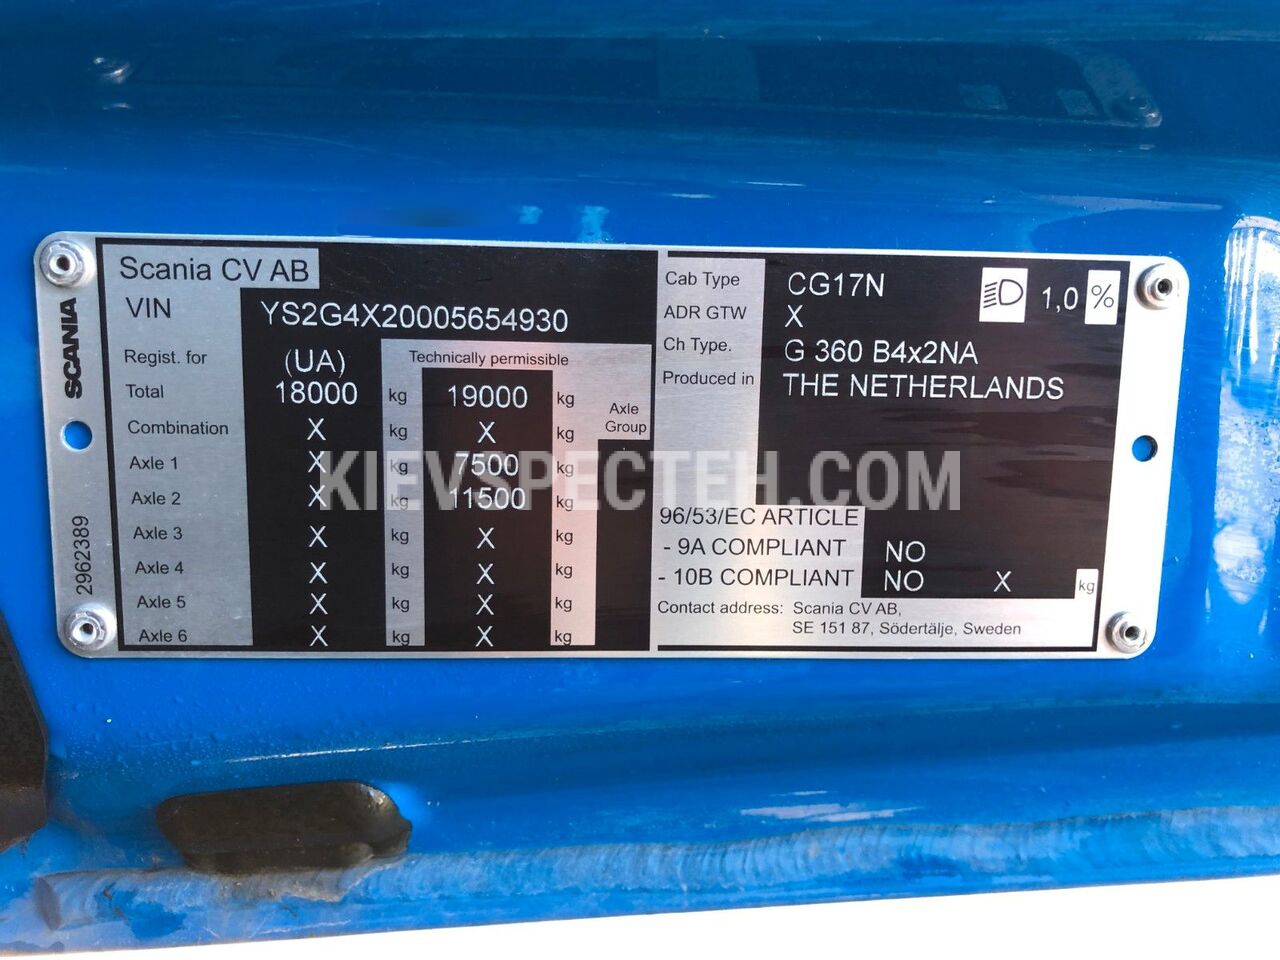 Scania CV AB
VIN YS2G4X20005654930
Regist. for (UA) Technically permissible
Total 18000 kg 19000 kg
Axle
Group
Combination X kg X kg
Axle 1 X kg 7500 kg
Axle 2 X kg 11500 kg
Axle 3 X kg X kg
Axle 4 X kg X kg
Axle 5 X kg X kg
Axle 6 X kg X kg
SCANIA
2962389
Cab Type CG17N 1,0 %
ADR GTW X
Ch Type. G 360 B4x2NA
Produced in THE NETHERLANDS
96/53/EC ARTICLE
- 9A COMPLIANT NO
- 10B COMPLIANT NO X kg
Contact address: Scania CV AB,
SE 151 87, Södertälje, Sweden
KIEVSPECTEH.COM